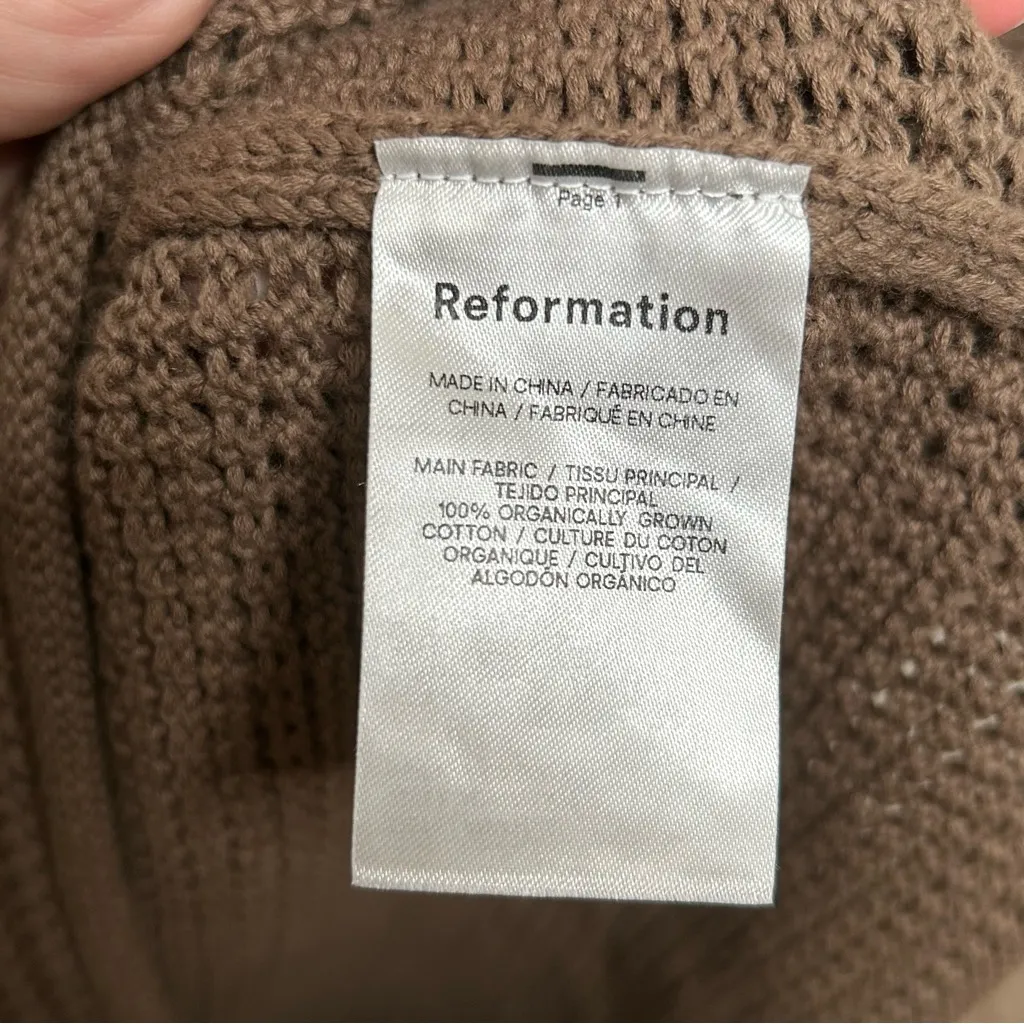 Page 1
Reformation
MADE IN CHINA / FABRICADO EN
CHINA / FABRIQUÉ EN CHINE
MAIN FABRIC / TISSU PRINCIPAL /
TEJIDO PRINCIPAL
100% ORGANICALLY GROWN
COTTON / CULTURE DU COTON
ORGANIQUE / CULTIVO DEL
ALGODÓN ORGÁNICO